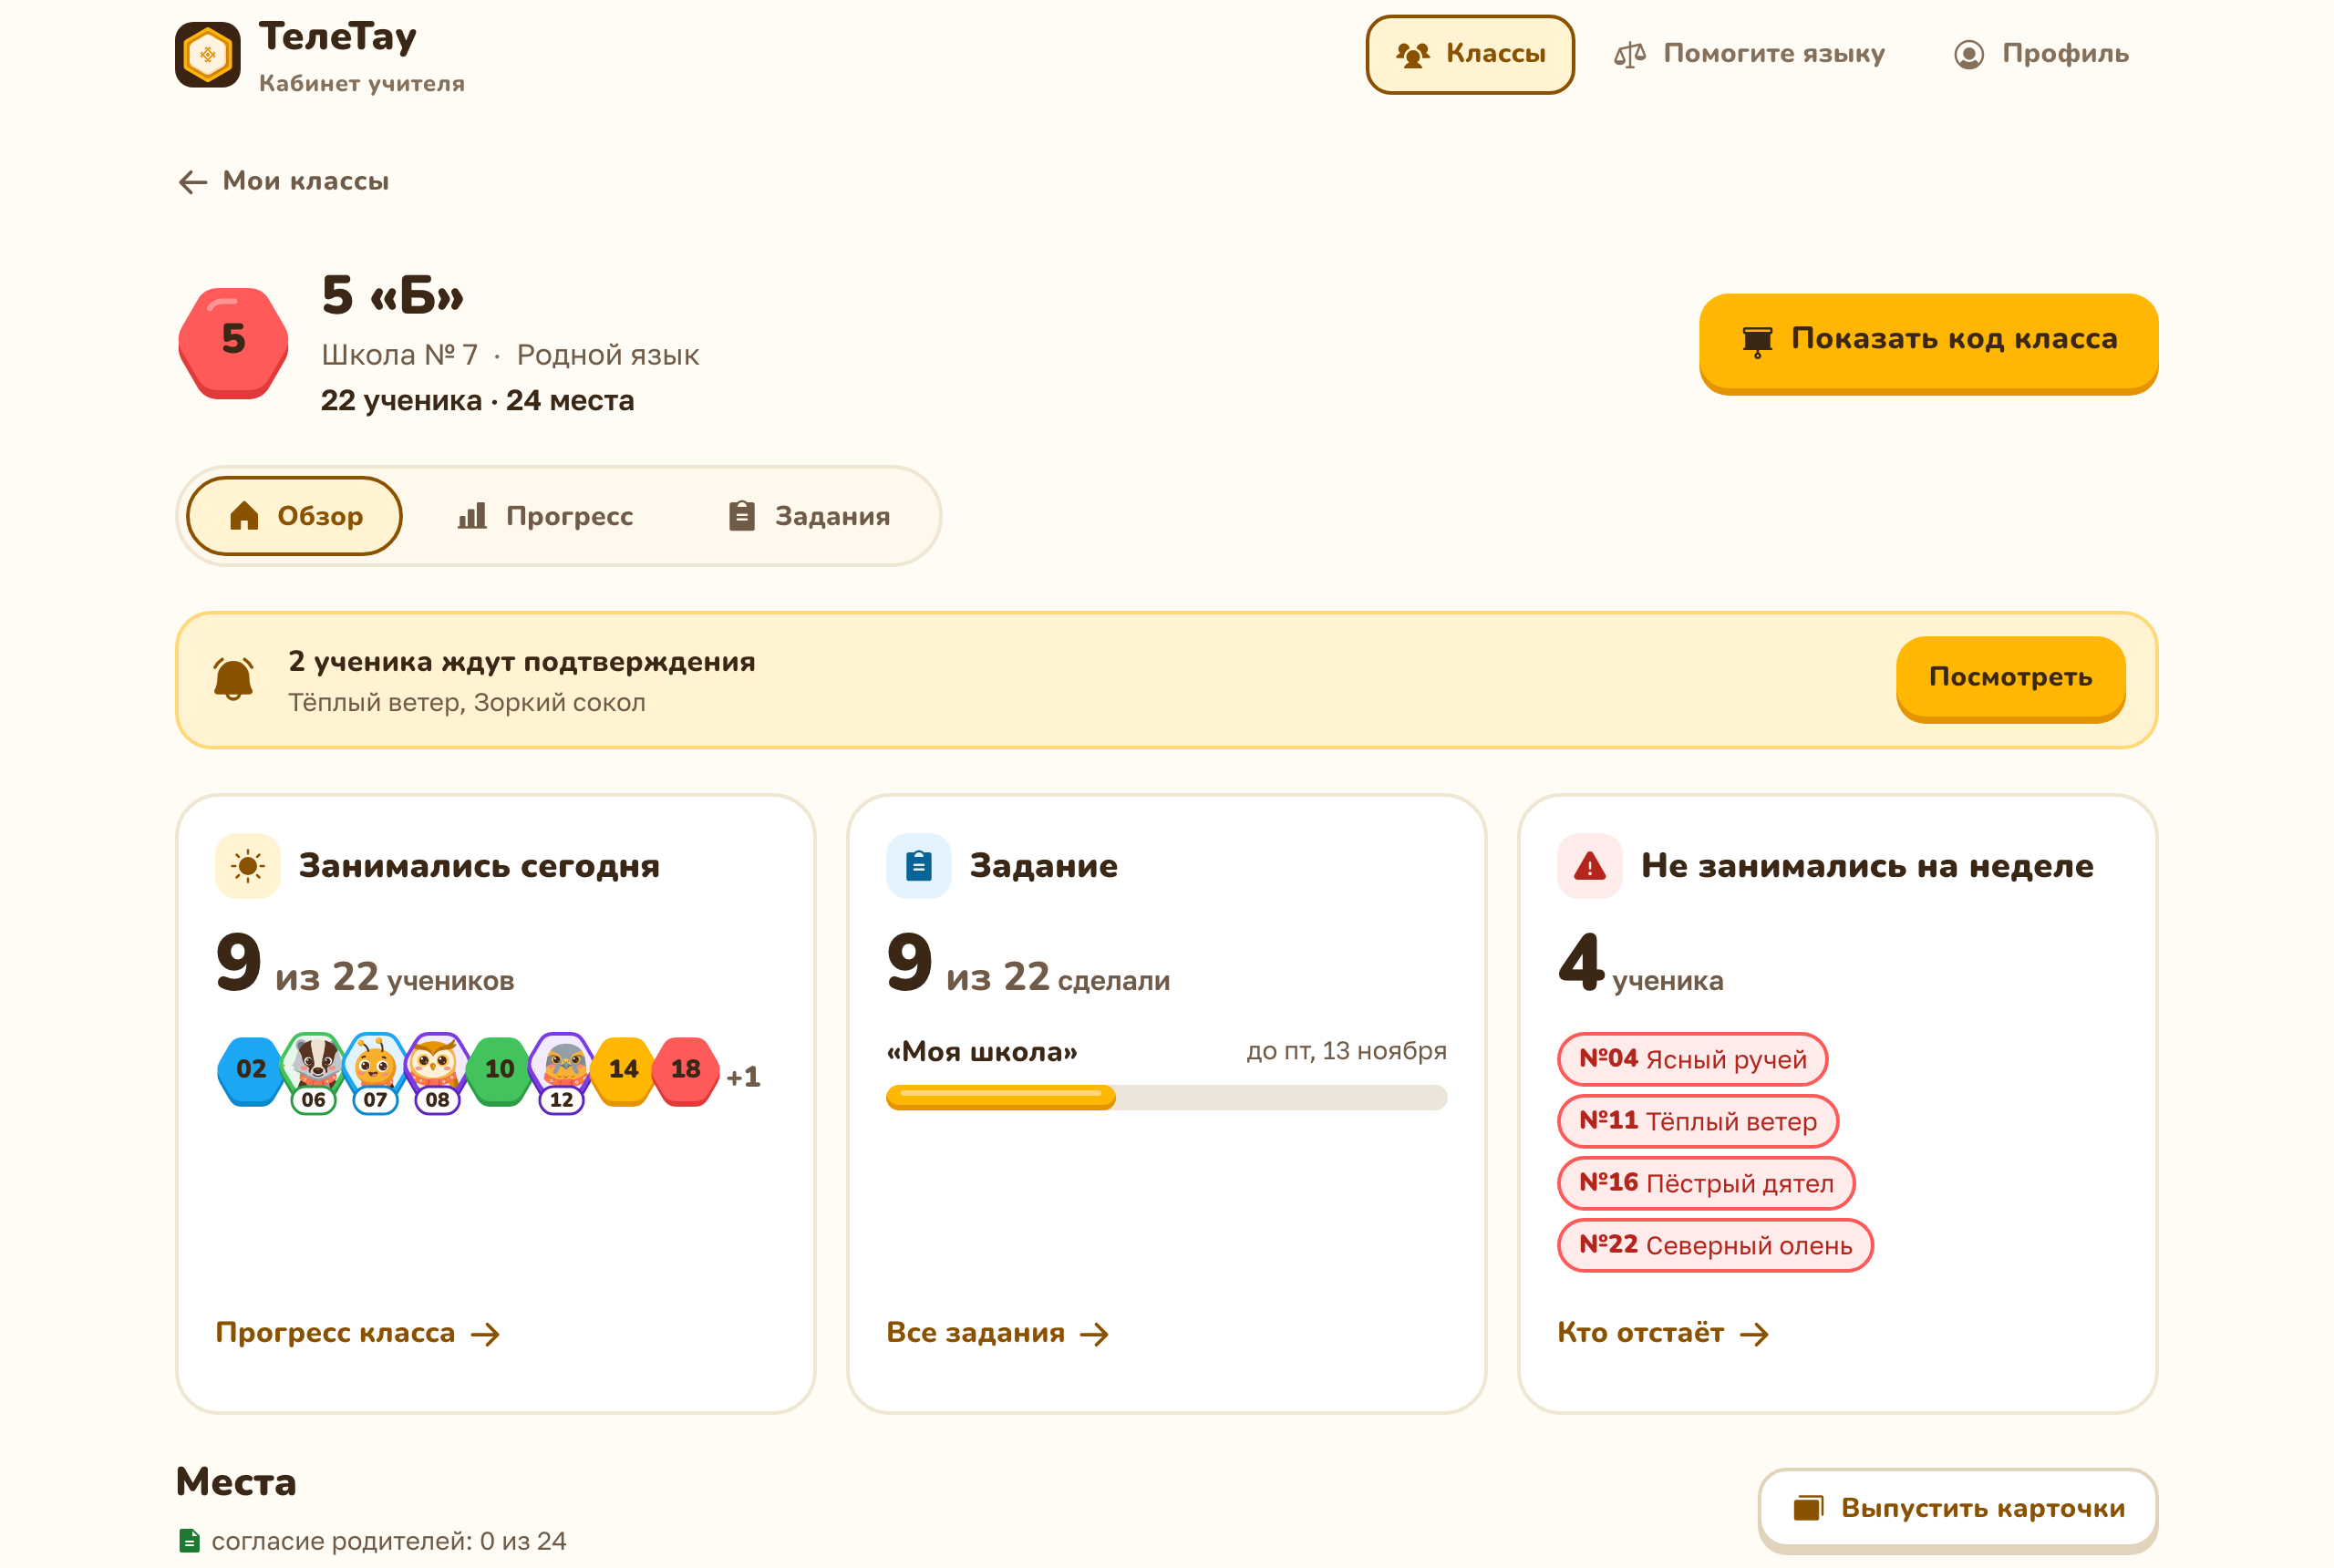 ТелеТау
Кабинет учителя
Классы
Помогите языку
Профиль
Мои классы
5
5 «Б»
Школа № 7 · Родной язык
22 ученика · 24 места
Показать код класса
Обзор
Прогресс
Задания
2 ученика ждут подтверждения
Тёплый ветер, Зоркий сокол
Посмотреть
Занимались сегодня
9 из 22 учеников
02 06 07 08 10 12 14 18 +1
Прогресс класса
Задание
9 из 22 сделали
«Моя школа» до пт, 13 ноября
Все задания
Не занимались на неделе
4 ученика
№04 Ясный ручей
№11 Тёплый ветер
№16 Пёстрый дятел
№22 Северный олень
Кто отстаёт
Места
согласие родителей: 0 из 24
Выпустить карточки